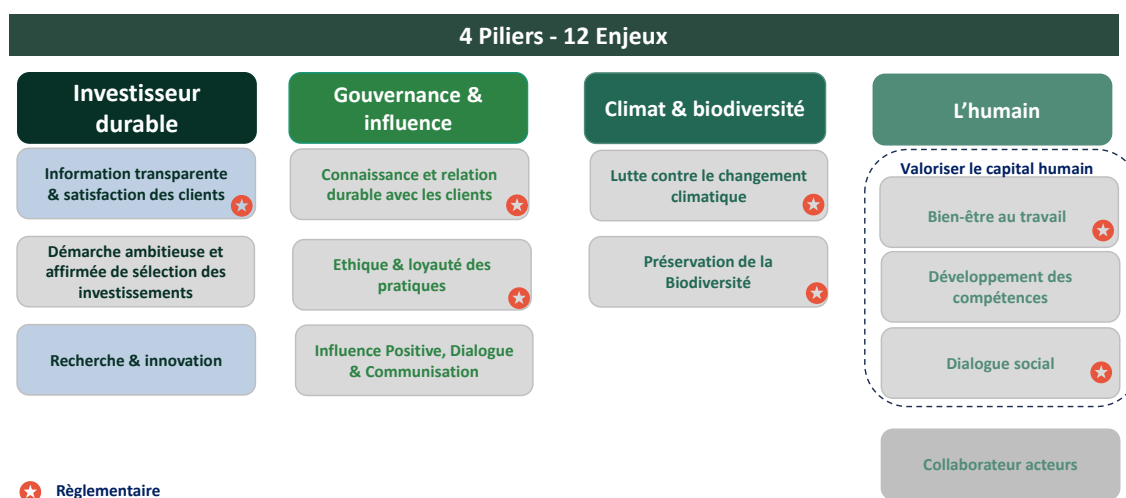 4 Piliers - 12 Enjeux
Investisseur
durable
Information transparente
& satisfaction des clients
Démarche ambitieuse et
affirmée de sélection des
investissements
Recherche & innovation
Gouvernance &
influence
Connaissance et relation
durable avec les clients
Ethique & loyauté des
pratiques
Influence Positive, Dialogue
& Communisation
Climat & biodiversité
Lutte contre le changement
climatique
Préservation de la
Biodiversité
L'humain
Valoriser le capital humain
Bien-être au travail
Développement des
compétences
Dialogue social
Collaborateur acteurs
Règlementaire